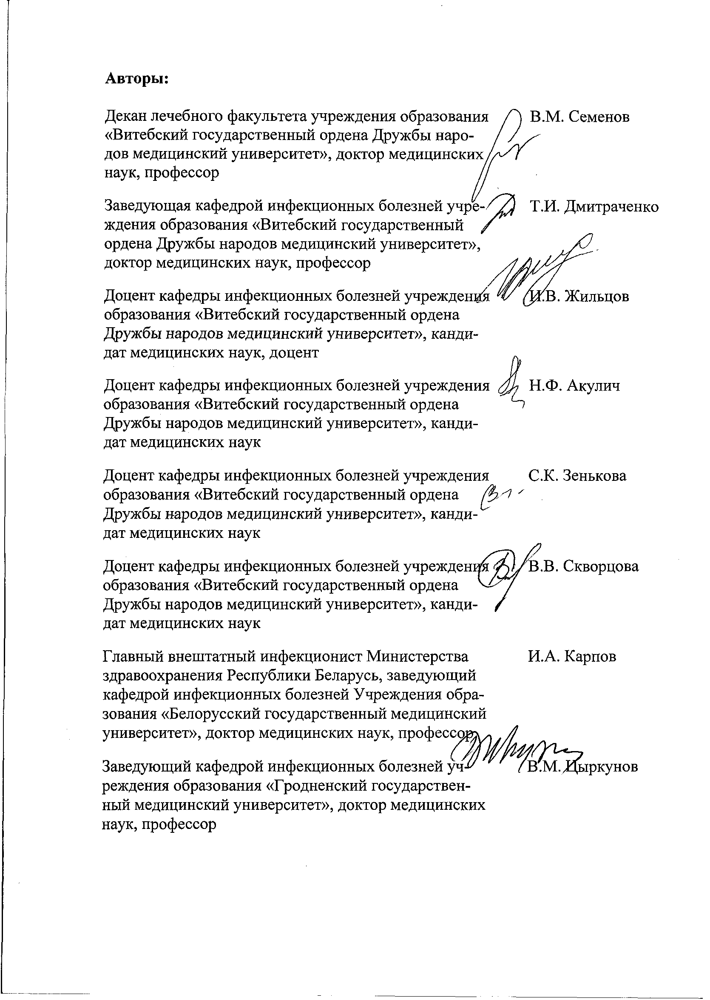 Авторы:
Декан лечебного факультета учреждения образования В.М. Семенов
«Витебский государственный ордена Дружбы наро-
дов медицинский университет», доктор медицинских
наук, профессор
Заведующая кафедрой инфекционных болезней учре- Т.И. Дмитраченко
ждения образования «Витебский государственный
ордена Дружбы народов медицинский университет»,
доктор медицинских наук, профессор
Доцент кафедры инфекционных болезней учреждения И.В. Жильцов
образования «Витебский государственный ордена
Дружбы народов медицинский университет», канди-
дат медицинских наук, доцент
Доцент кафедры инфекционных болезней учреждения Н.Ф. Акулич
образования «Витебский государственный ордена
Дружбы народов медицинский университет», канди-
дат медицинских наук
Доцент кафедры инфекционных болезней учреждения С.К. Зенькова
образования «Витебский государственный ордена
Дружбы народов медицинский университет», канди-
дат медицинских наук
Доцент кафедры инфекционных болезней учреждения В.В. Скворцова
образования «Витебский государственный ордена
Дружбы народов медицинский университет», канди-
дат медицинских наук
Главный внештатный инфекционист Министерства И.А. Карпов
здравоохранения Республики Беларусь, заведующий
кафедрой инфекционных болезней Учреждения обра-
зования «Белорусский государственный медицинский
университет», доктор медицинских наук, профессор
Заведующий кафедрой инфекционных болезней уч- В.М. Цыркунов
реждения образования «Гродненский государствен-
ный медицинский университет», доктор медицинских
наук, профессор